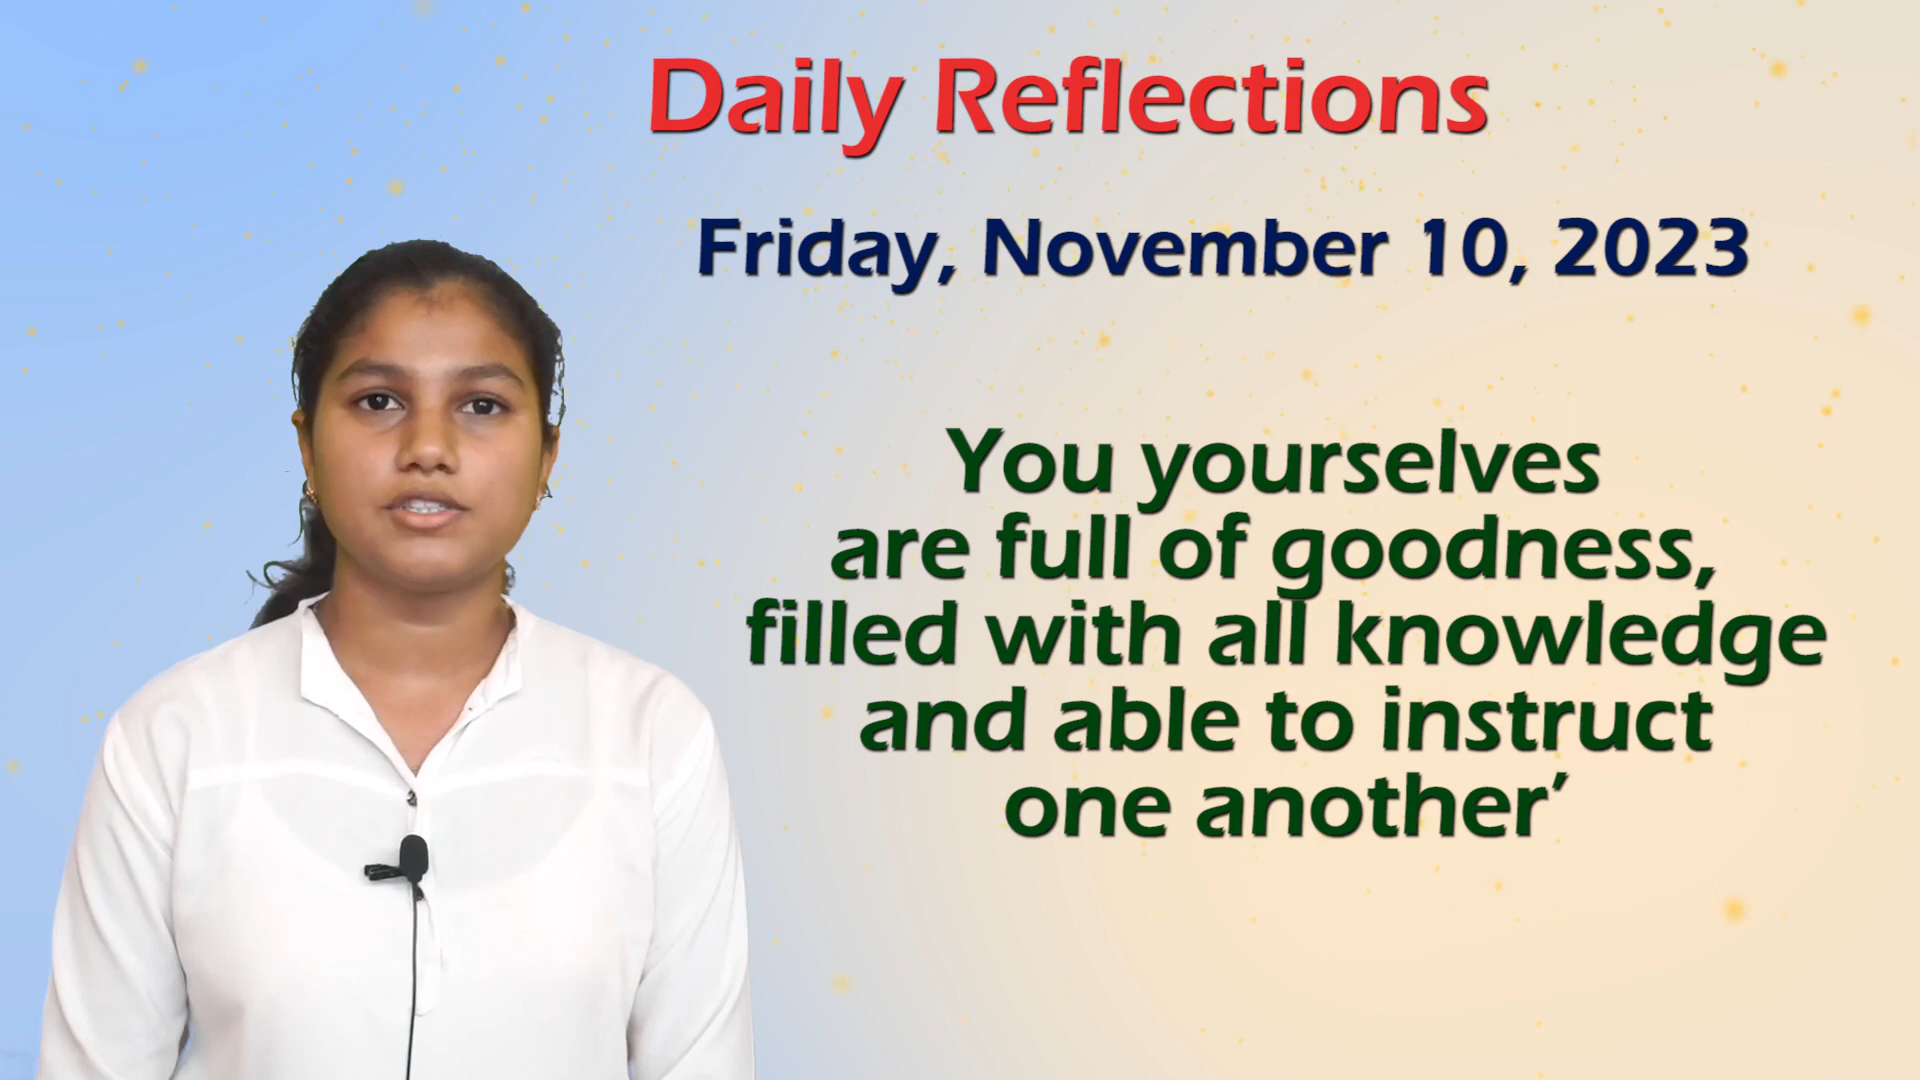 Daily Reflections
Friday, November 10, 2023
You yourselves
are full of goodness,
filled with all knowledge
and able to instruct
one another’